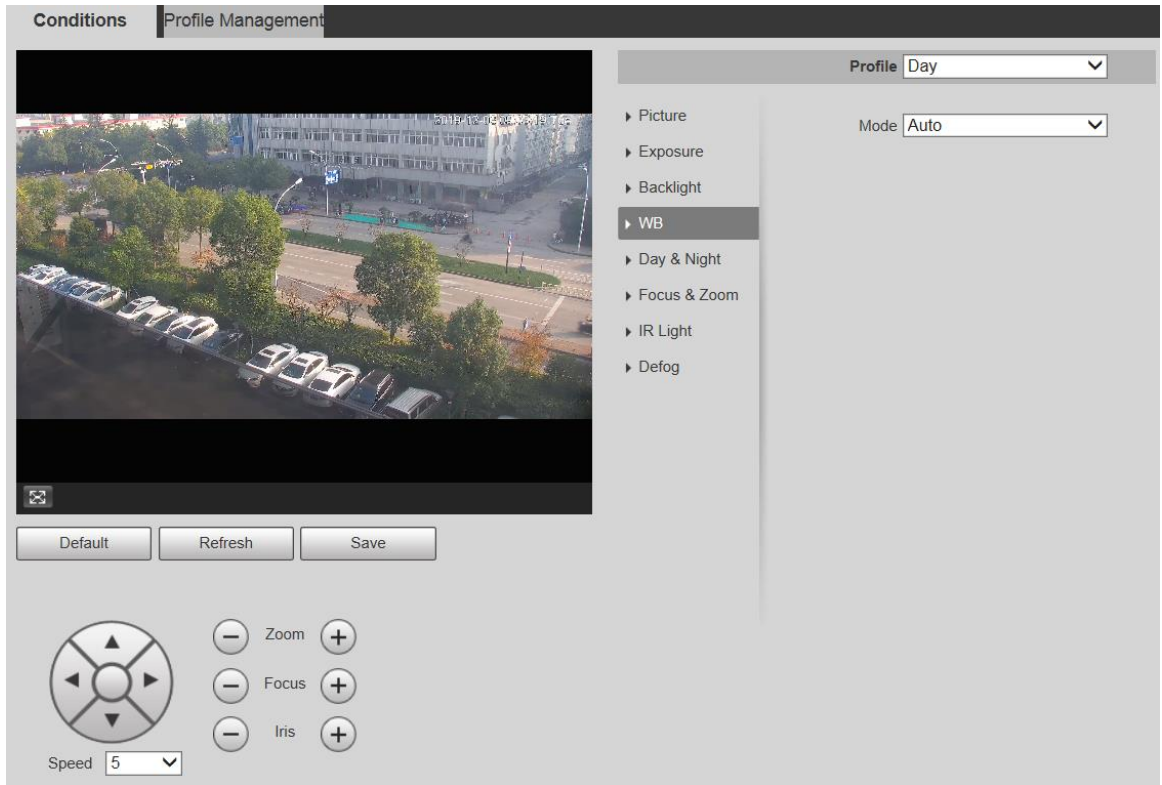 Conditions
Profile Management
Profile Day
Picture
Mode Auto
Exposure
Backlight
WB
Day & Night
Focus & Zoom
IR Light
Defog
Default
Refresh
Save
Zoom
Focus
Iris
Speed 5